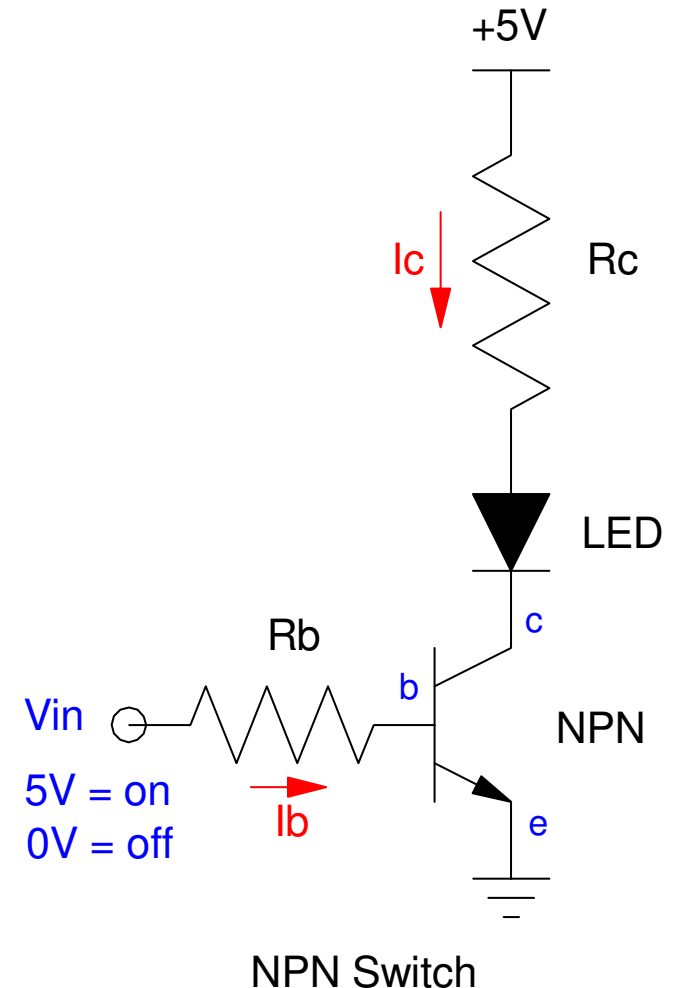 +5V
Ic
Rc
LED
c
Rb
b
Vin
NPN
5V = on
Ib
e
0V = off
NPN Switch